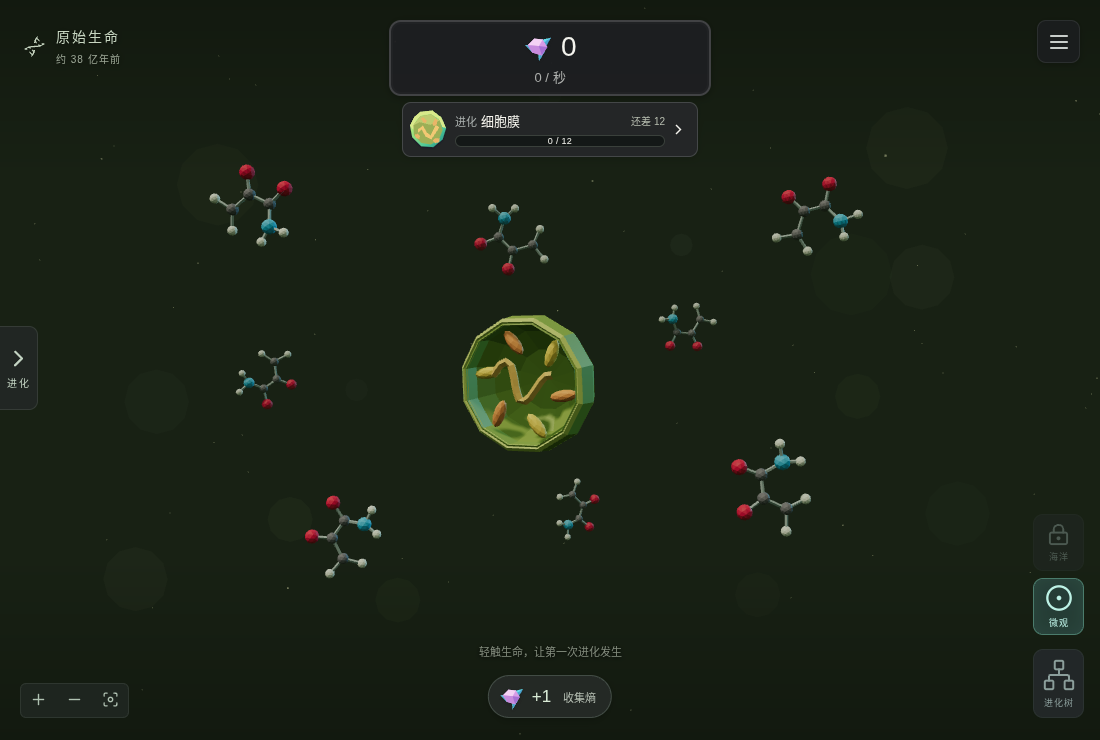 原始生命
约 38 亿年前
0
0 / 秒
进化 细胞膜
还差 12
0 / 12
进化
海洋
微观
进化树
轻触生命，让第一次进化发生
+1 收集熵